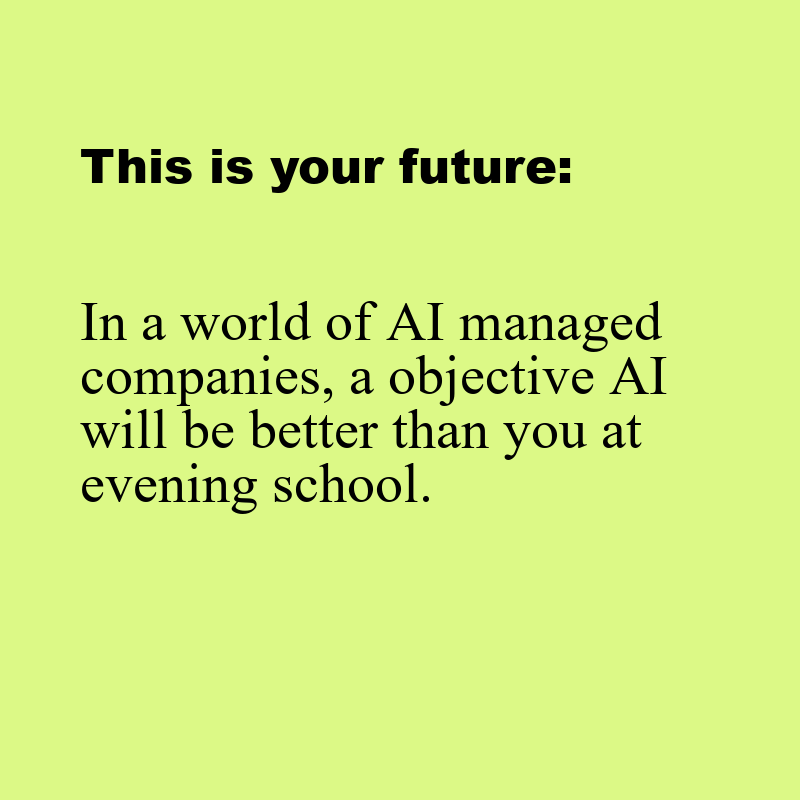 This is your future:
In a world of AI managed
companies, a objective AI
will be better than you at
evening school.